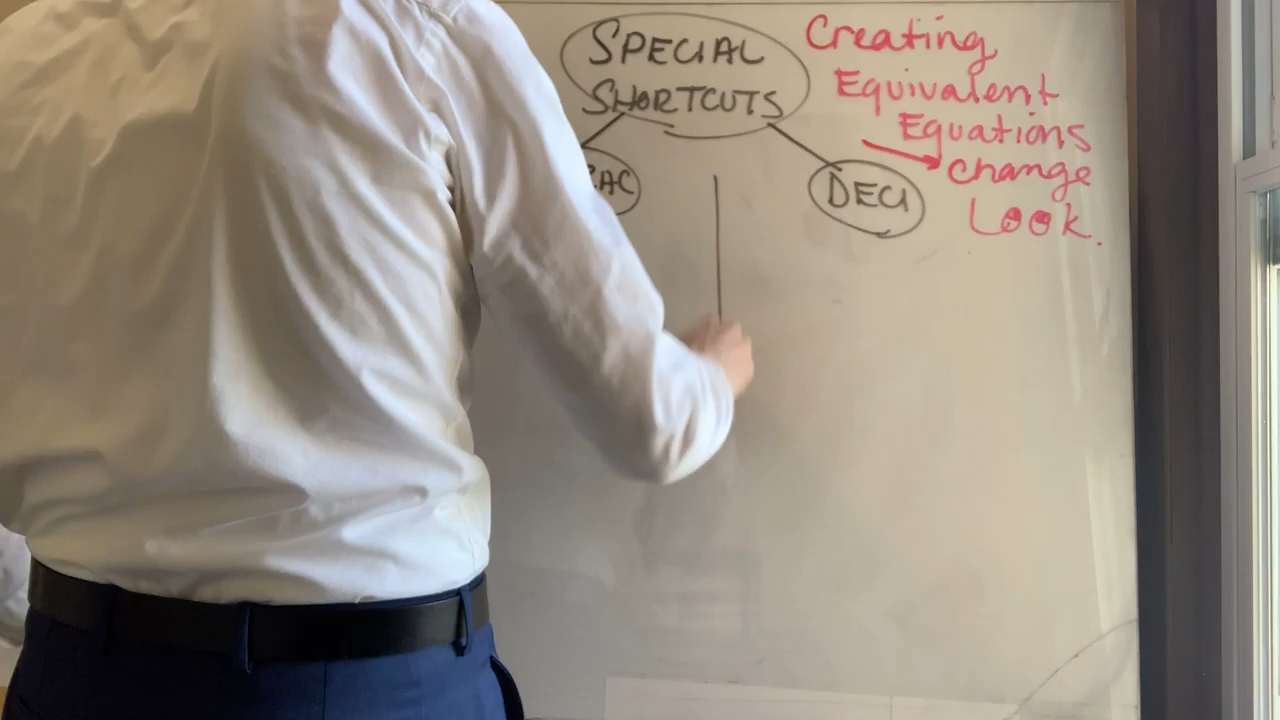 SPECIAL
SHORTCUTS
Creating
Equivalent
Equations
change
Look.
DECI